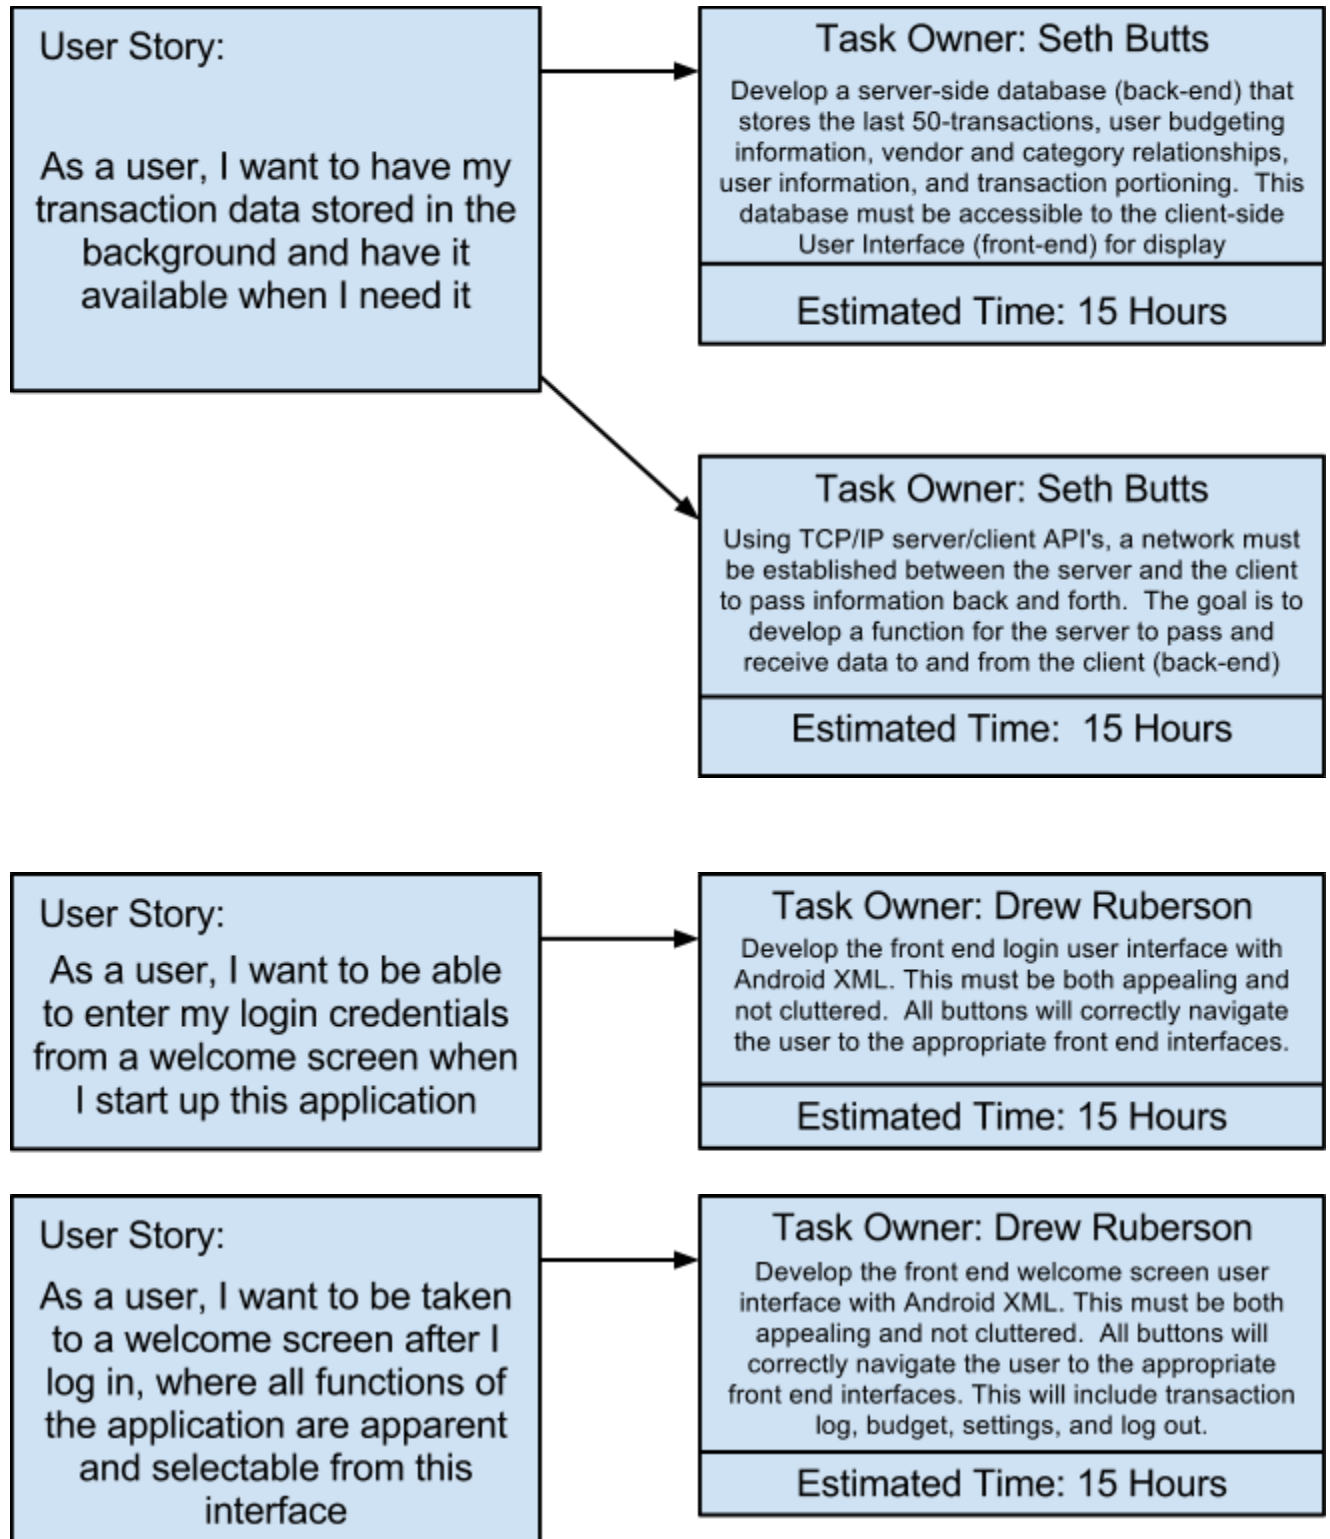 User Story:
As a user, I want to have my
transaction data stored in the
background and have it
available when I need it
Task Owner: Seth Butts
Develop a server-side database (back-end) that
stores the last 50-transactions, user budgeting
information, vendor and category relationships,
user information, and transaction portioning.  This
database must be accessible to the client-side
User Interface (front-end) for display
Estimated Time: 15 Hours
Task Owner: Seth Butts
Using TCP/IP server/client API's, a network must
be established between the server and the client
to pass information back and forth.  The goal is to
develop a function for the server to pass and
receive data to and from the client (back-end)
Estimated Time:  15 Hours
User Story:
As a user, I want to be able
to enter my login credentials
from a welcome screen when
I start up this application
Task Owner: Drew Ruberson
Develop the front end login user interface with
Android XML. This must be both appealing and
not cluttered.  All buttons will correctly navigate
the user to the appropriate front end interfaces.
Estimated Time: 15 Hours
User Story:
As a user, I want to be taken
to a welcome screen after I
log in, where all functions of
the application are apparent
and selectable from this
interface
Task Owner: Drew Ruberson
Develop the front end welcome screen user
interface with Android XML. This must be both
appealing and not cluttered.  All buttons will
correctly navigate the user to the appropriate
front end interfaces. This will include transaction
log, budget, settings, and log out.
Estimated Time: 15 Hours